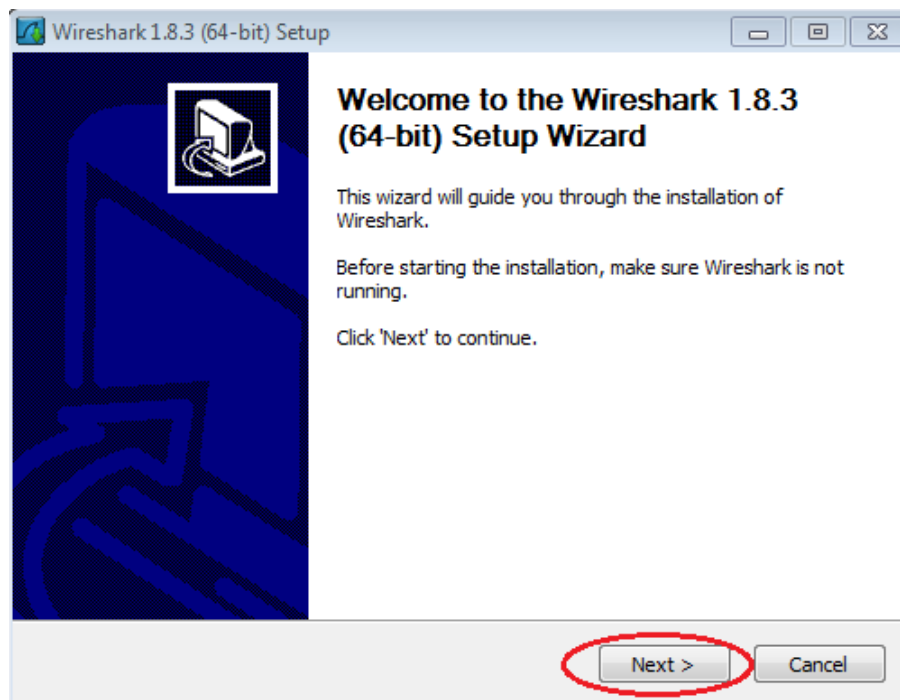 Wireshark 1.8.3 (64-bit) Setup
Welcome to the Wireshark 1.8.3
(64-bit) Setup Wizard
This wizard will guide you through the installation of
Wireshark.
Before starting the installation, make sure Wireshark is not
running.
Click 'Next' to continue.
Next >
Cancel